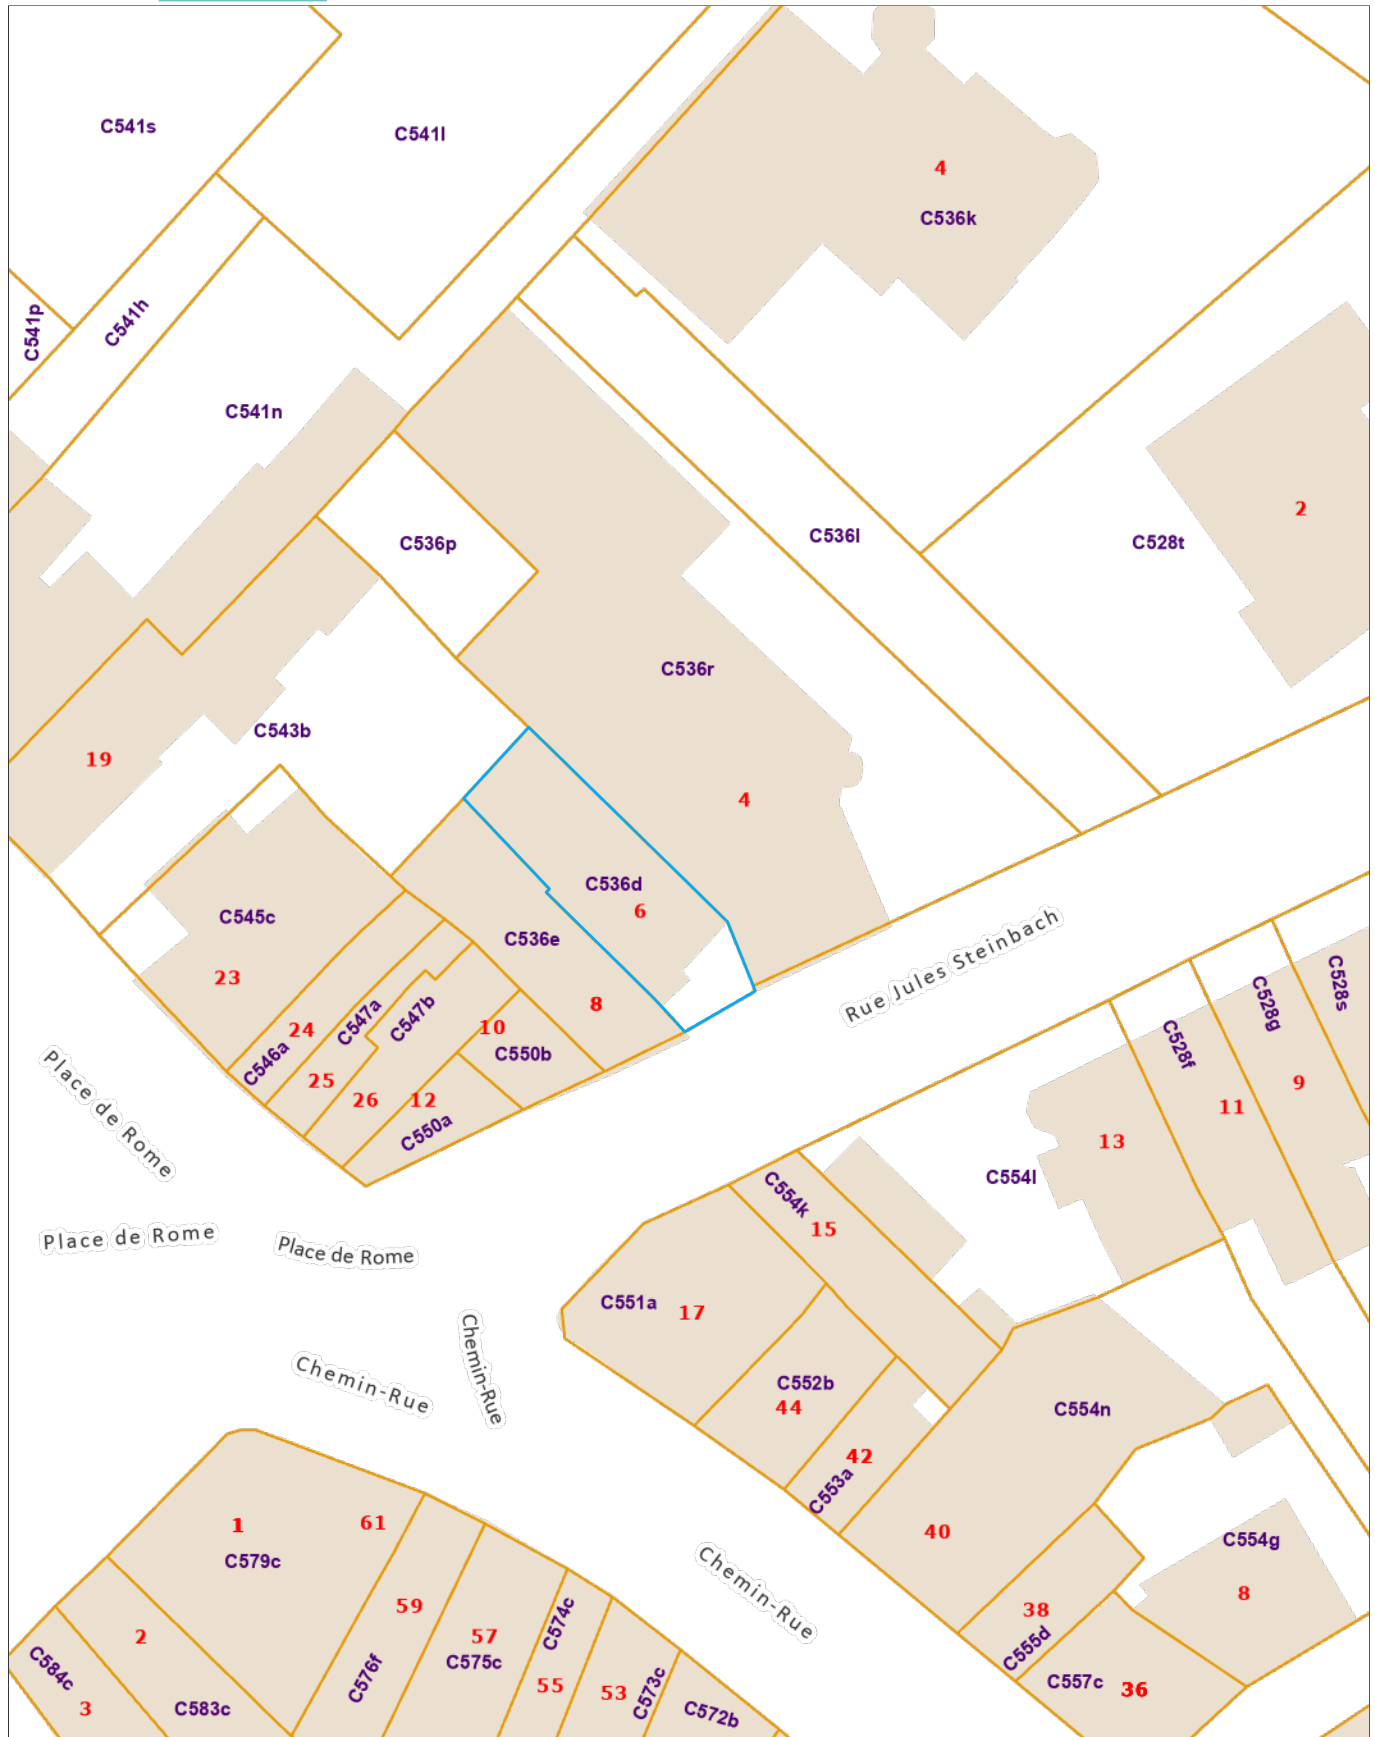 C541s
C541l
4
C536k
C541p
C541h
C541n
C536p
C536l
C528t
2
C536r
C543b
19
4
C536d
6
C545c
C536e
23
8
24
C546a
C547a
25
C547b
26
10
C550b
12
C550a
Rue Jules Steinbach
C528s
C528g
C528f
9
11
13
C554l
Place de Rome
Place de Rome
Place de Rome
C554k
15
C551a
17
Chemin-Rue
Chemin-Rue
C552b
44
C554n
42
C553a
40
1
61
C579c
C554g
8
Chemin-Rue
59
38
C555d
2
57
C575c
C574c
55
53
C573c
C576f
C584c
3
C583c
C572b
C557c
36